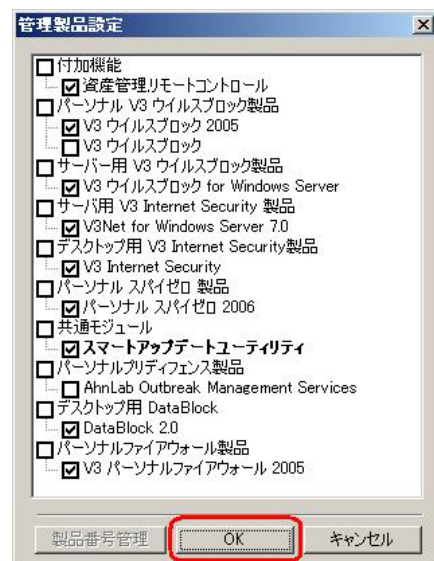 管理製品設定
付加機能
資産管理リモートコントロール
パーソナル V3 ウイルスブロック製品
V3 ウイルスブロック 2005
V3 ウイルスブロック
サーバー用 V3 ウイルスブロック製品
V3 ウイルスブロック for Windows Server
サーバ用 V3 Internet Security 製品
V3Net for Windows Server 7.0
デスクトップ用 V3 Internet Security製品
V3 Internet Security
パーソナル スパイゼロ 製品
パーソナル スパイゼロ 2006
共通モジュール
スマートアップデートユーティリティ
パーソナルプリディフェンス製品
AhnLab Outbreak Management Services
デスクトップ用 DataBlock
DataBlock 2.0
パーソナルファイアウォール製品
V3 パーソナルファイアウォール 2005
製品番号管理 OK キャンセル